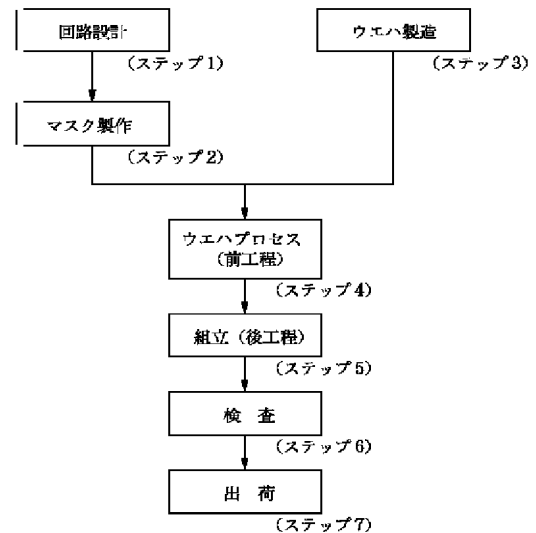 回路設計
(ステップ1)
ウエハ製造
(ステップ3)
マスク製作
(ステップ2)
ウエハプロセス
(前工程)
(ステップ4)
組立(後工程)
(ステップ5)
検 査
(ステップ6)
出 荷
(ステップ7)